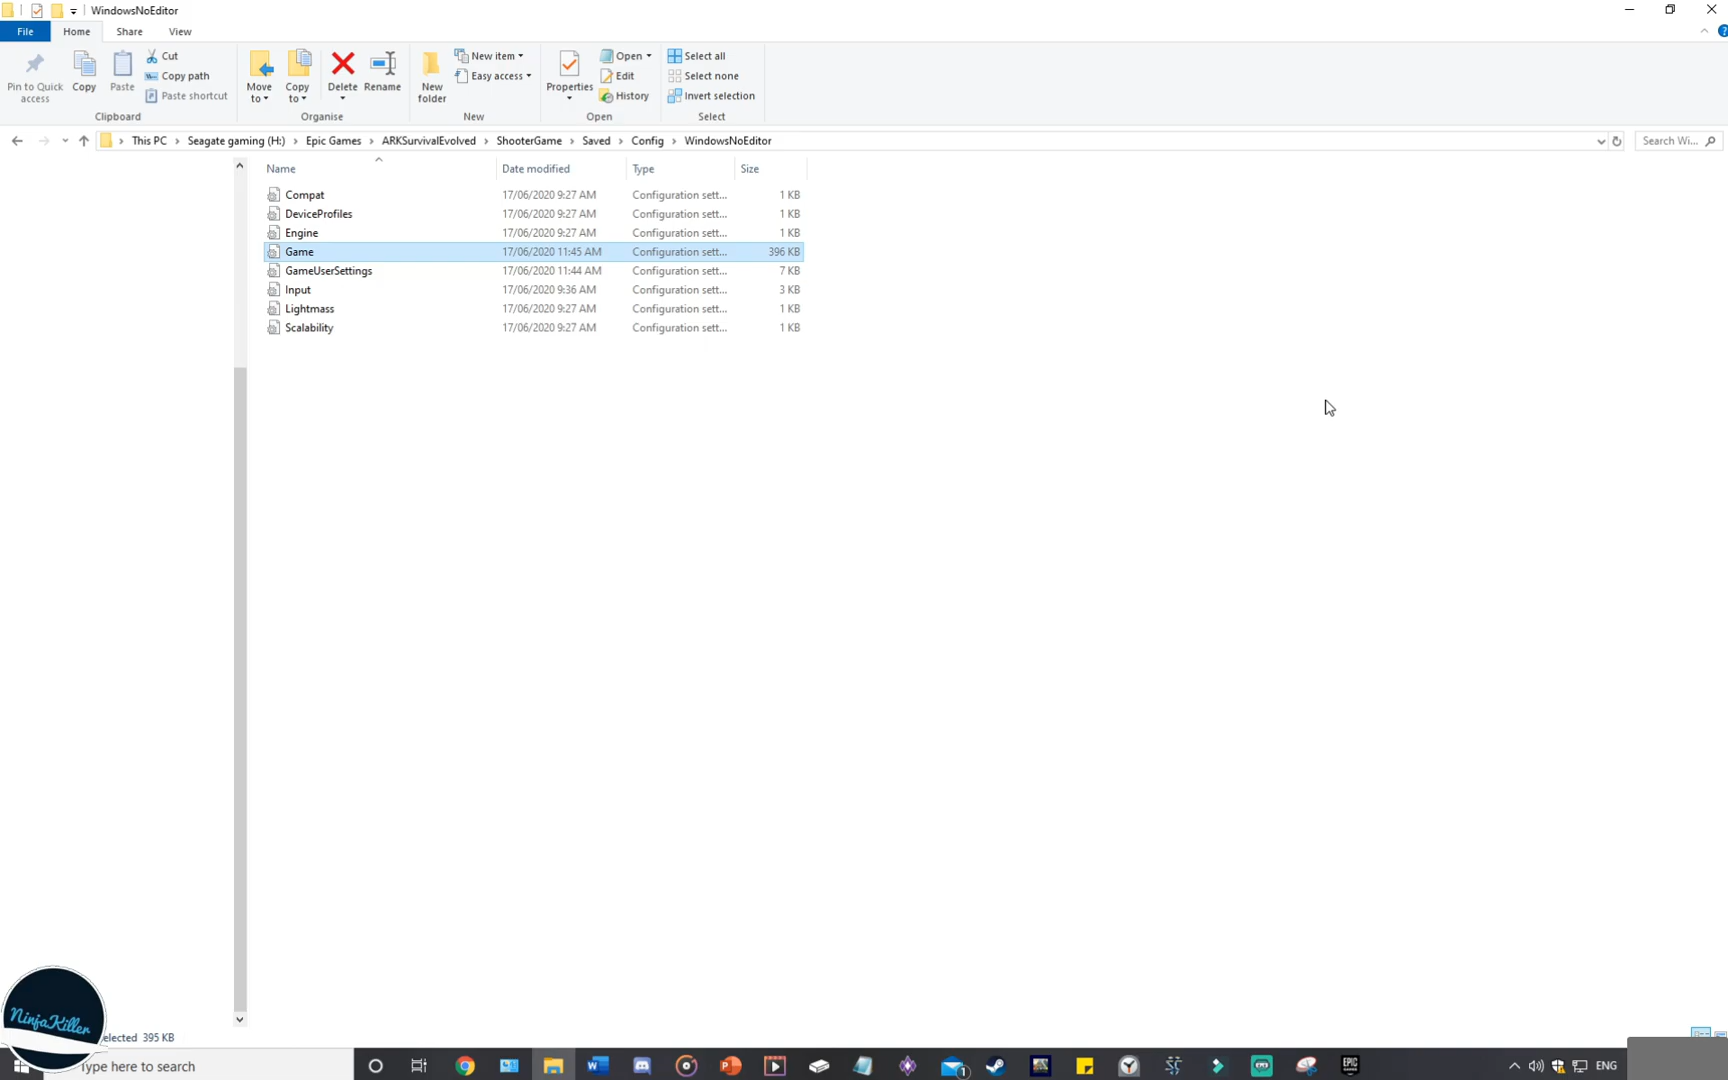 WindowsNoEditor
File Home Share View
Pin to Quick access
Copy
Paste
Cut
Copy path
Paste shortcut
Clipboard
Move to
Copy to
Delete
Rename
Organise
New folder
New item
Easy access
New
Properties
Open
Edit
History
Open
Select all
Select none
Invert selection
Select
This PC > Seagate gaming (H:) > Epic Games > ARKSurvivalEvolved > ShooterGame > Saved > Config > WindowsNoEditor
Search Wi...
Name Date modified Type Size
Compat 17/06/2020 9:27 AM Configuration sett... 1 KB
DeviceProfiles 17/06/2020 9:27 AM Configuration sett... 1 KB
Engine 17/06/2020 9:27 AM Configuration sett... 1 KB
Game 17/06/2020 11:45 AM Configuration sett... 396 KB
GameUserSettings 17/06/2020 11:44 AM Configuration sett... 7 KB
Input 17/06/2020 9:36 AM Configuration sett... 3 KB
Lightmass 17/06/2020 9:27 AM Configuration sett... 1 KB
Scalability 17/06/2020 9:27 AM Configuration sett... 1 KB
NinjaKiller
elected 395 KB
Type here to search
1
EPIC GAMES
ENG